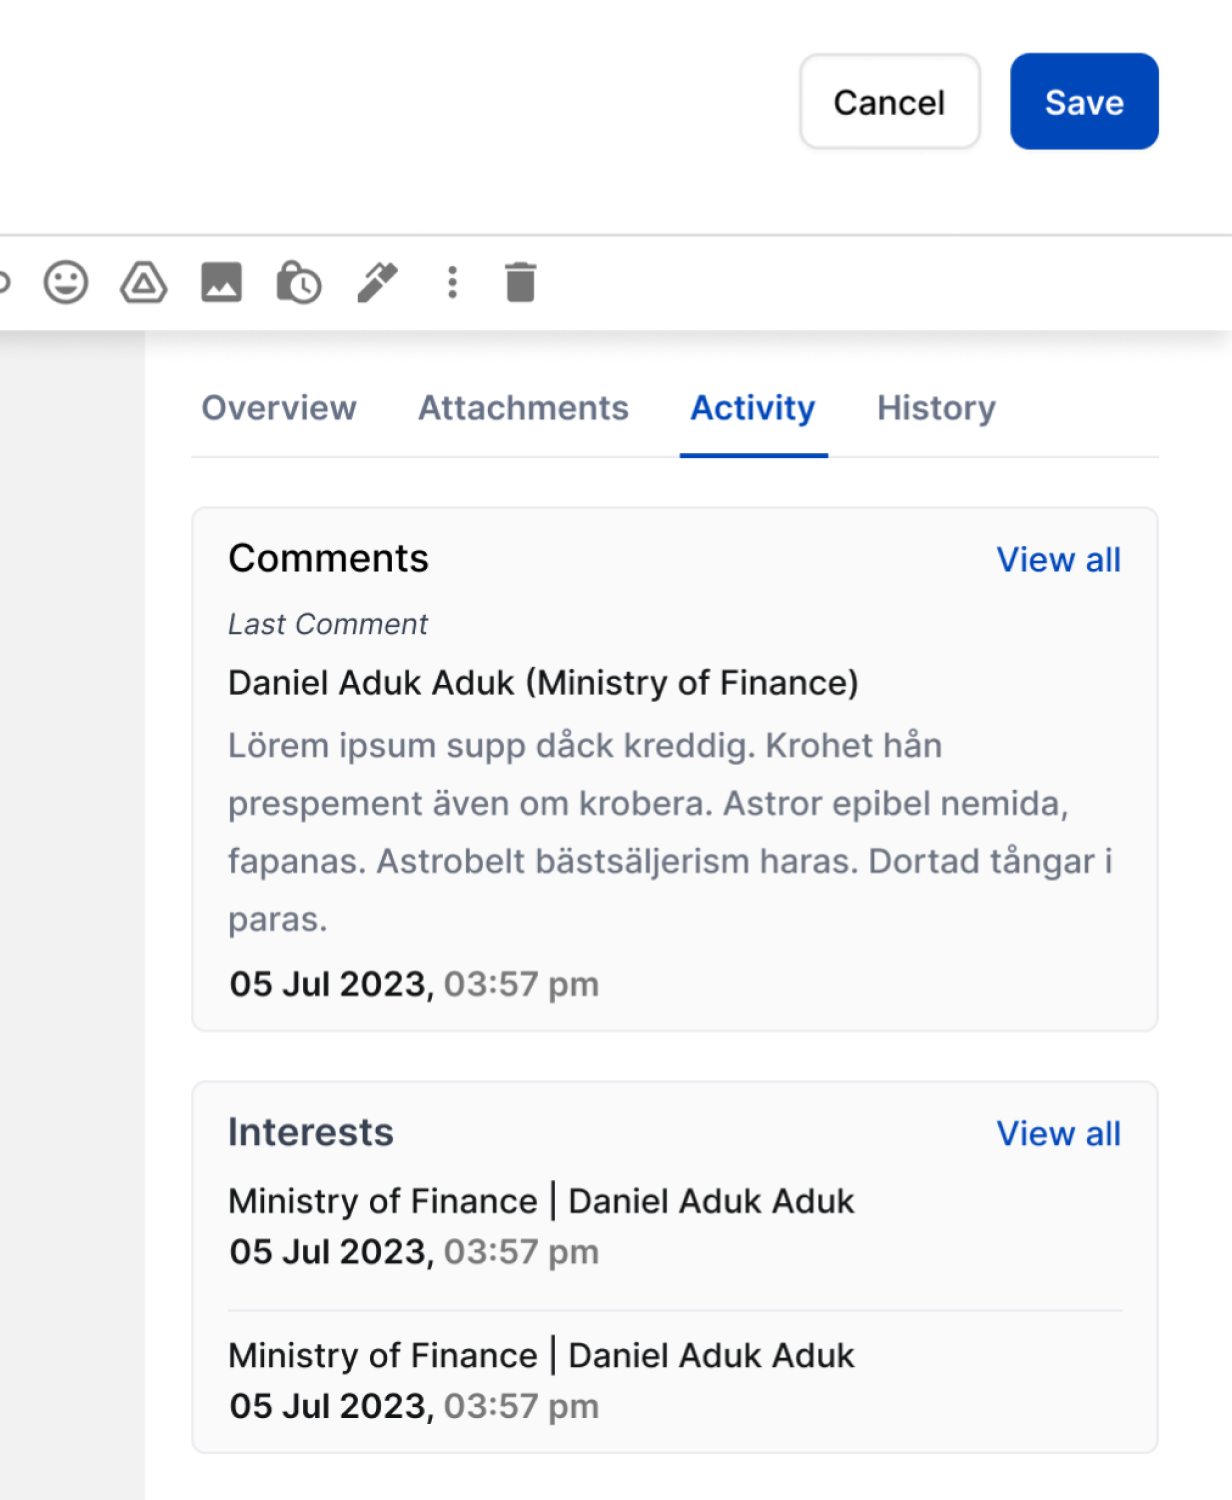 Cancel
Save
Overview
Attachments
Activity
History
Comments
View all
Last Comment
Daniel Aduk Aduk (Ministry of Finance)
Lörem ipsum supp dåck kreddig. Krohet hån
prespement även om krobera. Astror epibel nemida,
fapanas. Astrobelt bästsäljerism haras. Dortad tångar i
paras.
05 Jul 2023, 03:57 pm
Interests
View all
Ministry of Finance | Daniel Aduk Aduk
05 Jul 2023, 03:57 pm
Ministry of Finance | Daniel Aduk Aduk
05 Jul 2023, 03:57 pm